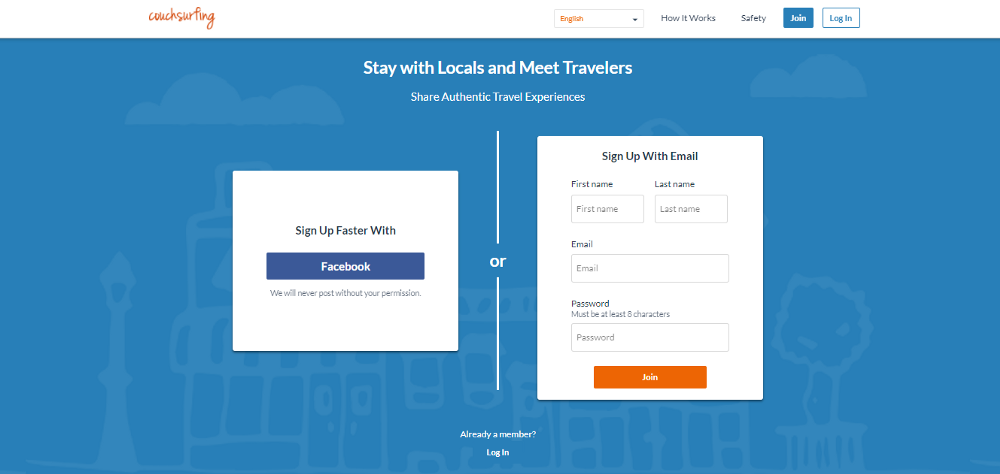 couchsurfing
English
How It Works
Safety
Join
Log In
Stay with Locals and Meet Travelers
Share Authentic Travel Experiences
Sign Up Faster With
Facebook
We will never post without your permission.
or
Sign Up With Email
First name
Last name
First name
Last name
Email
Email
Password
Must be at least 8 characters
Password
Join
Already a member?
Log In